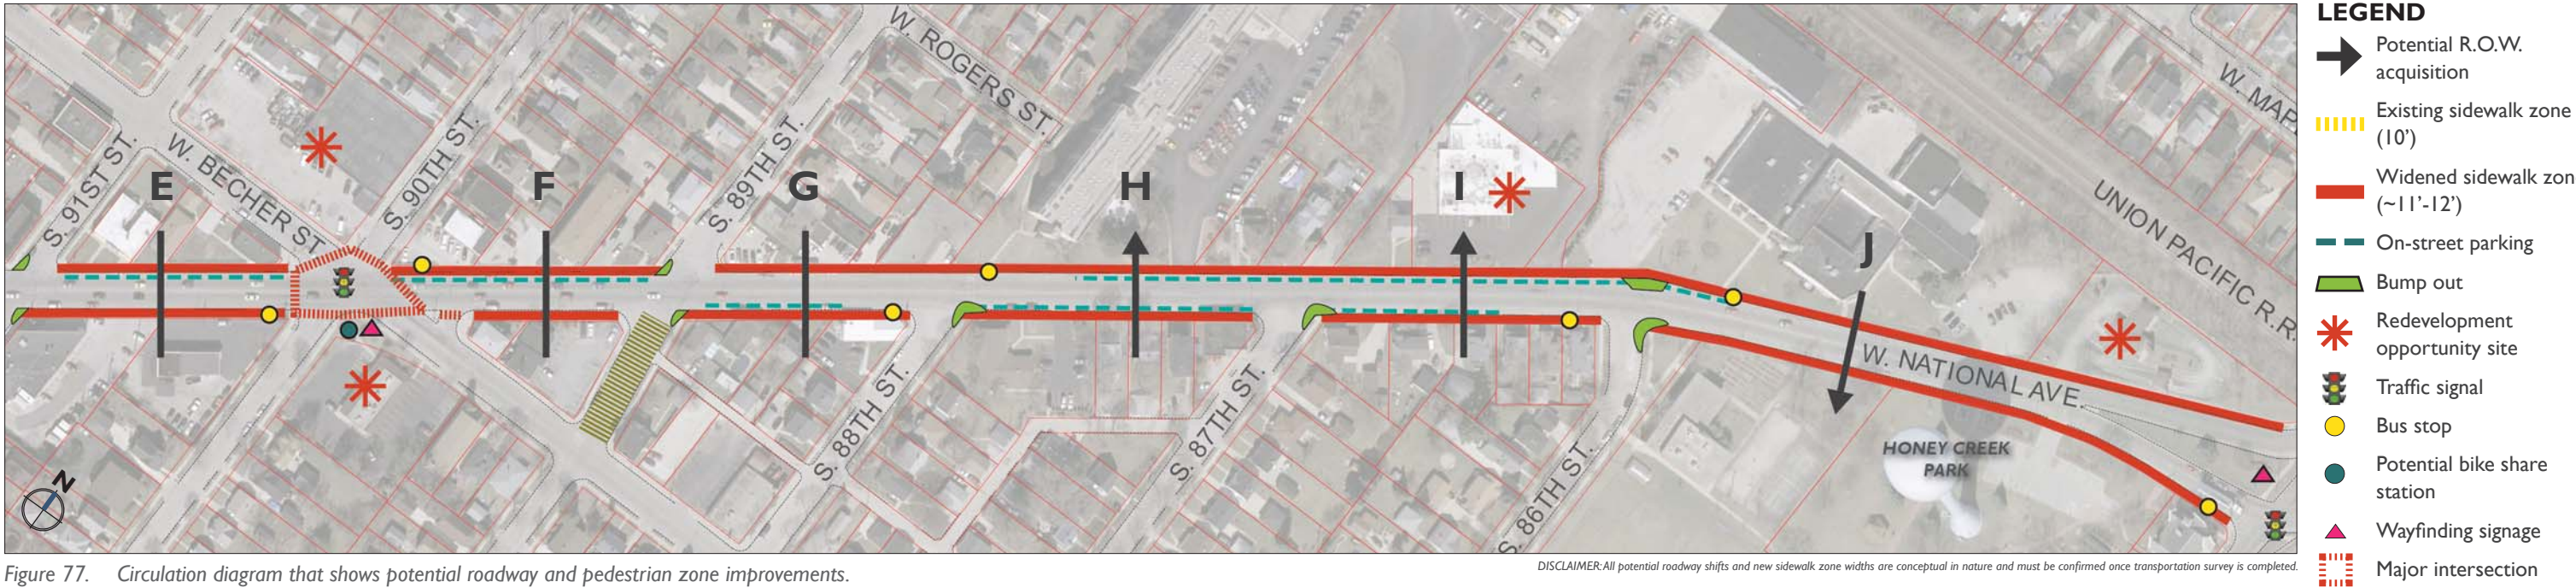 W. ROGERS ST.
W. MAP
S. 91ST ST.
W. BECHER ST
S. 90TH ST.
S. 89TH ST.
E
F
G
H
I
J
UNION PACIFIC R.R.
W. NATIONAL AVE.
S. 88TH ST.
S. 87TH ST.
S. 86TH ST.
HONEY CREEK
PARK
N
LEGEND
Potential R.O.W.
acquisition
Existing sidewalk zone
(10')
Widened sidewalk zon
(~11'-12')
On-street parking
Bump out
Redevelopment
opportunity site
Traffic signal
Bus stop
Potential bike share
station
Wayfinding signage
Major intersection
Figure 77. Circulation diagram that shows potential roadway and pedestrian zone improvements.
DISCLAIMER: All potential roadway shifts and new sidewalk zone widths are conceptual in nature and must be confirmed once transportation survey is completed.